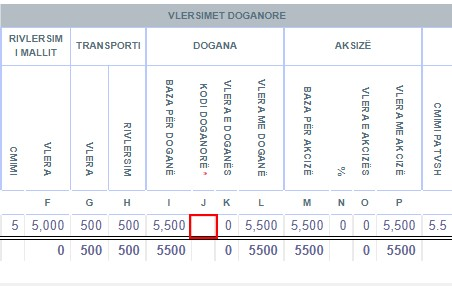 VLERSIMET DOGANORE
RIVLERSIM I MALLIT TRANSPORTI DOGANA AKSIZË
CMIMI VLERA VLERA RIVLERSIM BAZA PËR DOGANË KODI DOGANORË * VLERA E DOGANËS VLERA ME DOGANË BAZA PËR AKCIZË % VLERA E AKCIZËS VLERA ME AKCIZË CMIMI PA TVSH
F G H I J K L M N O P
5 5,000 500 500 5,500 0 5,500 5,500 0 0 5,500 5.5
0 500 500 5500 0 5500 5500 0 5500